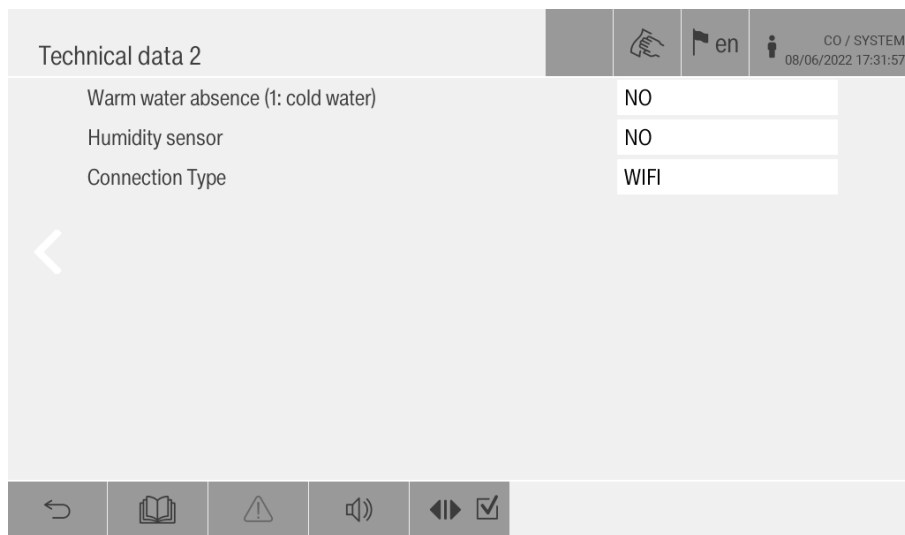 Technical data 2
en
CO / SYSTEM
08/06/2022 17:31:57
Warm water absence (1: cold water) NO
Humidity sensor NO
Connection Type WIFI